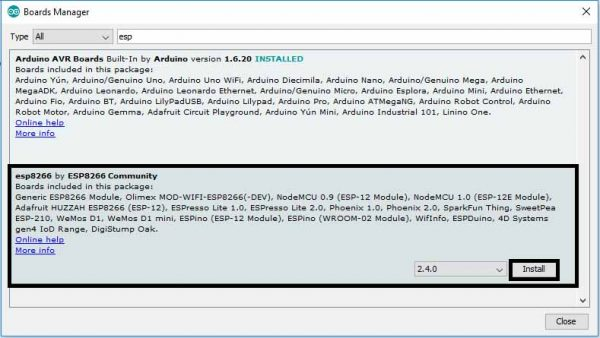 Boards Manager
Type All esp
Arduino AVR Boards Built-In by Arduino version 1.6.20 INSTALLED
Boards included in this package:
Arduino Yún, Arduino/Genuino Uno, Arduino Uno WiFi, Arduino Diecimila, Arduino Nano, Arduino/Genuino Mega, Arduino
MegaADK, Arduino Leonardo, Arduino Leonardo Ethernet, Arduino/Genuino Micro, Arduino Esplora, Arduino Mini, Arduino Ethernet,
Arduino Fio, Arduino BT, Arduino LilyPadUSB, Arduino Lilypad, Arduino Pro, Arduino ATMegaNG, Arduino Robot Control, Arduino
Robot Motor, Arduino Gemma, Adafruit Circuit Playground, Arduino Yún Mini, Arduino Industrial 101, Linino One.
Online help
More info
esp8266 by ESP8266 Community
Boards included in this package:
Generic ESP8266 Module, Olimex MOD-WIFI-ESP8266(-DEV), NodeMCU 0.9 (ESP-12 Module), NodeMCU 1.0 (ESP-12E Module),
Adafruit HUZZAH ESP8266 (ESP-12), ESPresso Lite 1.0, ESPresso Lite 2.0, Phoenix 1.0, Phoenix 2.0, SparkFun Thing, SweetPea
ESP-210, WeMos D1, WeMos D1 mini, ESPino (ESP-12 Module), ESPino (WROOM-02 Module), WifInfo, ESPDuino, 4D Systems
gen4 IoD Range, DigiStump Oak.
Online help
More info
2.4.0 Install
Close